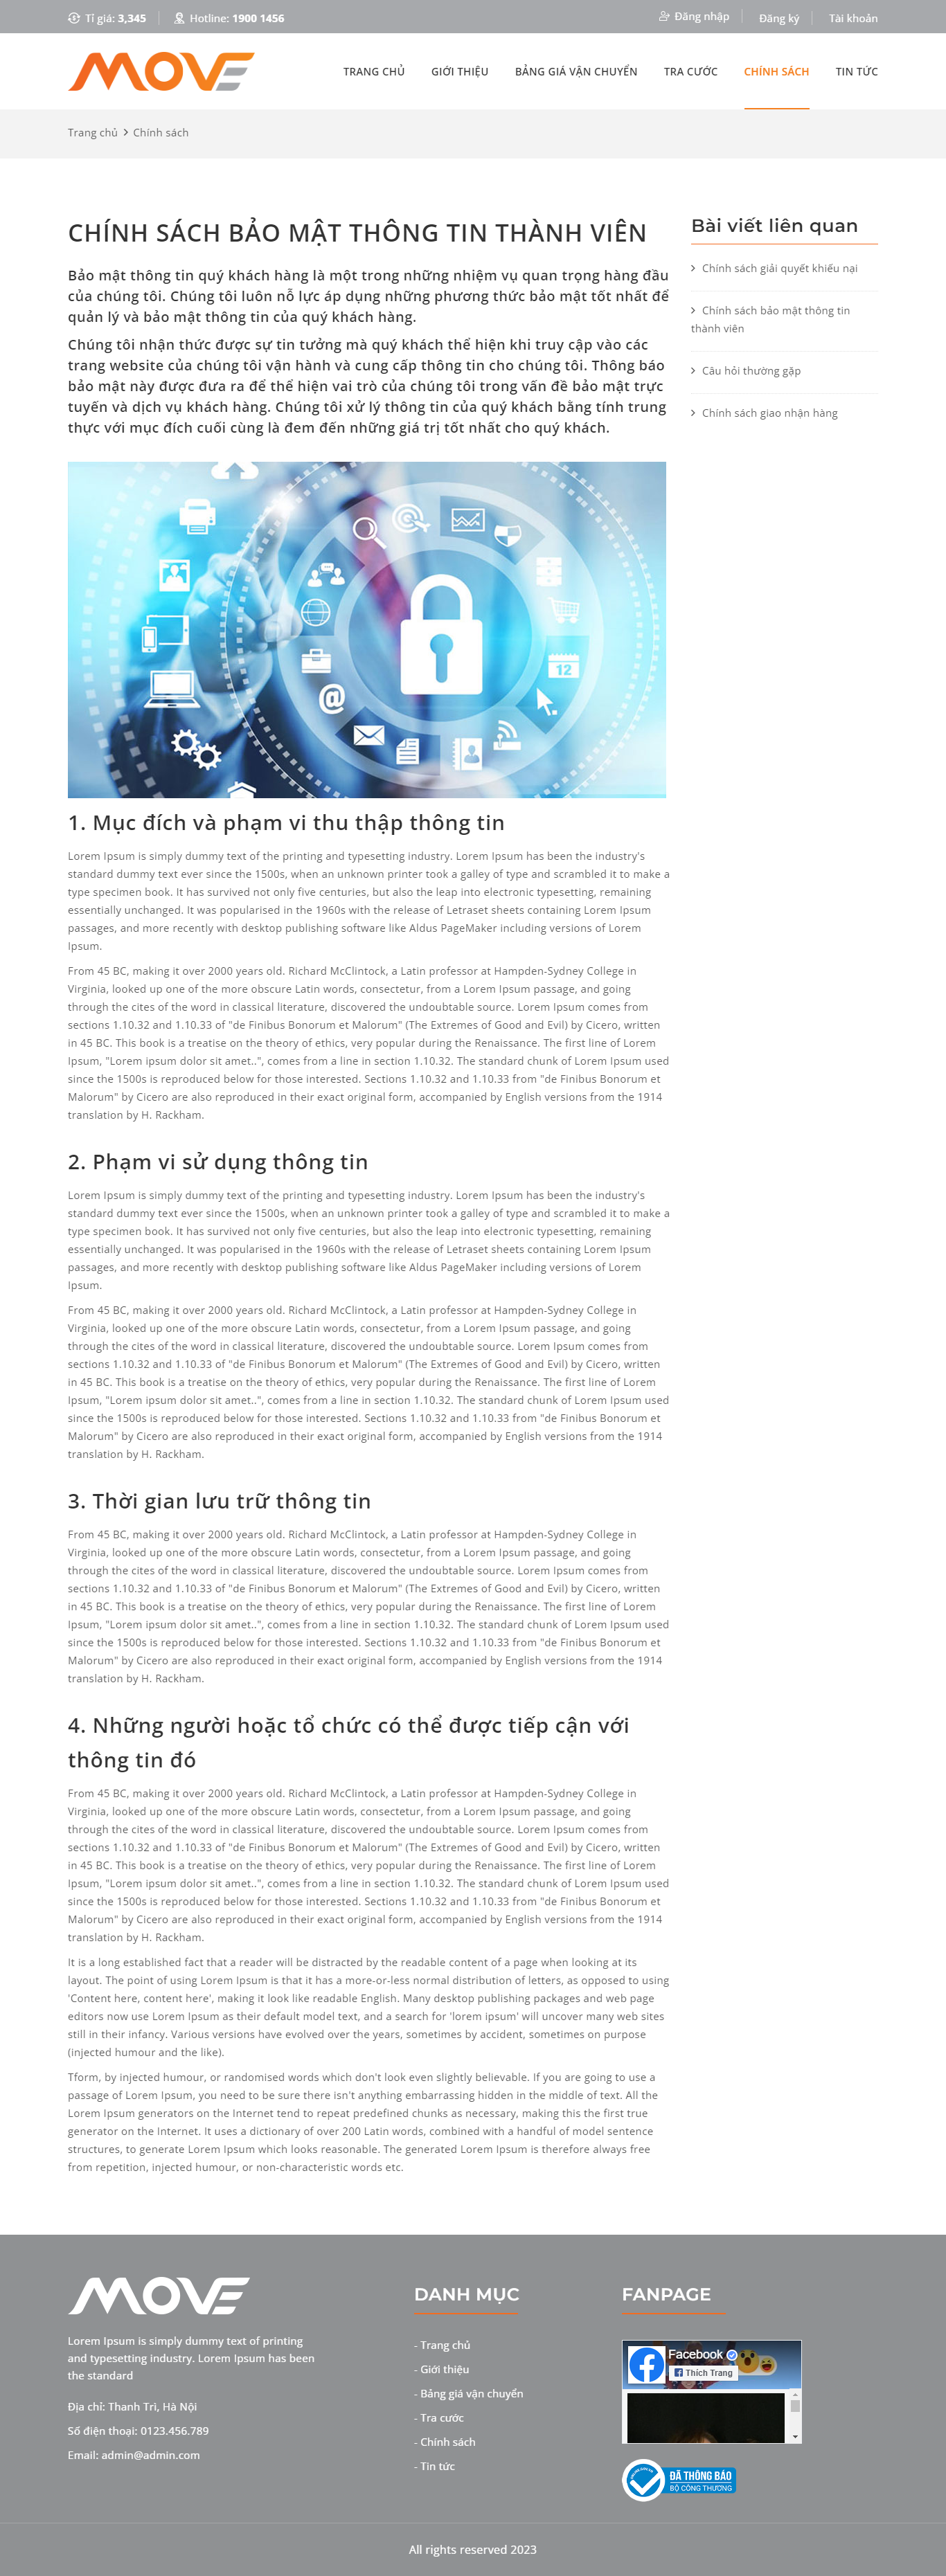 Tỉ giá: 3,345
Hotline: 1900 1456
Đăng nhập
Đăng ký
Tài khoản
MOVE
TRANG CHỦ
GIỚI THIỆU
BẢNG GIÁ VẬN CHUYỂN
TRA CƯỚC
CHÍNH SÁCH
TIN TỨC
Trang chủ > Chính sách
CHÍNH SÁCH BẢO MẬT THÔNG TIN THÀNH VIÊN
Bảo mật thông tin quý khách hàng là một trong những nhiệm vụ quan trọng hàng đầu
của chúng tôi. Chúng tôi luôn nỗ lực áp dụng những phương thức bảo mật tốt nhất để
quản lý và bảo mật thông tin của quý khách hàng.
Chúng tôi nhận thức được sự tin tưởng mà quý khách thể hiện khi truy cập vào các
trang website của chúng tôi vận hành và cung cấp thông tin cho chúng tôi. Thông báo
bảo mật này được đưa ra để thể hiện vai trò của chúng tôi trong vấn đề bảo mật trực
tuyến và dịch vụ khách hàng. Chúng tôi xử lý thông tin của quý khách bằng tính trung
thực với mục đích cuối cùng là đem đến những giá trị tốt nhất cho quý khách.
12
@
1. Mục đích và phạm vi thu thập thông tin
Lorem Ipsum is simply dummy text of the printing and typesetting industry. Lorem Ipsum has been the industry's
standard dummy text ever since the 1500s, when an unknown printer took a galley of type and scrambled it to make a
type specimen book. It has survived not only five centuries, but also the leap into electronic typesetting, remaining
essentially unchanged. It was popularised in the 1960s with the release of Letraset sheets containing Lorem Ipsum
passages, and more recently with desktop publishing software like Aldus PageMaker including versions of Lorem
Ipsum.
From 45 BC, making it over 2000 years old. Richard McClintock, a Latin professor at Hampden-Sydney College in
Virginia, looked up one of the more obscure Latin words, consectetur, from a Lorem Ipsum passage, and going
through the cites of the word in classical literature, discovered the undoubtable source. Lorem Ipsum comes from
sections 1.10.32 and 1.10.33 of "de Finibus Bonorum et Malorum" (The Extremes of Good and Evil) by Cicero, written
in 45 BC. This book is a treatise on the theory of ethics, very popular during the Renaissance. The first line of Lorem
Ipsum, "Lorem ipsum dolor sit amet..", comes from a line in section 1.10.32. The standard chunk of Lorem Ipsum used
since the 1500s is reproduced below for those interested. Sections 1.10.32 and 1.10.33 from "de Finibus Bonorum et
Malorum" by Cicero are also reproduced in their exact original form, accompanied by English versions from the 1914
translation by H. Rackham.
2. Phạm vi sử dụng thông tin
Lorem Ipsum is simply dummy text of the printing and typesetting industry. Lorem Ipsum has been the industry's
standard dummy text ever since the 1500s, when an unknown printer took a galley of type and scrambled it to make a
type specimen book. It has survived not only five centuries, but also the leap into electronic typesetting, remaining
essentially unchanged. It was popularised in the 1960s with the release of Letraset sheets containing Lorem Ipsum
passages, and more recently with desktop publishing software like Aldus PageMaker including versions of Lorem
Ipsum.
From 45 BC, making it over 2000 years old. Richard McClintock, a Latin professor at Hampden-Sydney College in
Virginia, looked up one of the more obscure Latin words, consectetur, from a Lorem Ipsum passage, and going
through the cites of the word in classical literature, discovered the undoubtable source. Lorem Ipsum comes from
sections 1.10.32 and 1.10.33 of "de Finibus Bonorum et Malorum" (The Extremes of Good and Evil) by Cicero, written
in 45 BC. This book is a treatise on the theory of ethics, very popular during the Renaissance. The first line of Lorem
Ipsum, "Lorem ipsum dolor sit amet..", comes from a line in section 1.10.32. The standard chunk of Lorem Ipsum used
since the 1500s is reproduced below for those interested. Sections 1.10.32 and 1.10.33 from "de Finibus Bonorum et
Malorum" by Cicero are also reproduced in their exact original form, accompanied by English versions from the 1914
translation by H. Rackham.
3. Thời gian lưu trữ thông tin
From 45 BC, making it over 2000 years old. Richard McClintock, a Latin professor at Hampden-Sydney College in
Virginia, looked up one of the more obscure Latin words, consectetur, from a Lorem Ipsum passage, and going
through the cites of the word in classical literature, discovered the undoubtable source. Lorem Ipsum comes from
sections 1.10.32 and 1.10.33 of "de Finibus Bonorum et Malorum" (The Extremes of Good and Evil) by Cicero, written
in 45 BC. This book is a treatise on the theory of ethics, very popular during the Renaissance. The first line of Lorem
Ipsum, "Lorem ipsum dolor sit amet..", comes from a line in section 1.10.32. The standard chunk of Lorem Ipsum used
since the 1500s is reproduced below for those interested. Sections 1.10.32 and 1.10.33 from "de Finibus Bonorum et
Malorum" by Cicero are also reproduced in their exact original form, accompanied by English versions from the 1914
translation by H. Rackham.
4. Những người hoặc tổ chức có thể được tiếp cận với
thông tin đó
From 45 BC, making it over 2000 years old. Richard McClintock, a Latin professor at Hampden-Sydney College in
Virginia, looked up one of the more obscure Latin words, consectetur, from a Lorem Ipsum passage, and going
through the cites of the word in classical literature, discovered the undoubtable source. Lorem Ipsum comes from
sections 1.10.32 and 1.10.33 of "de Finibus Bonorum et Malorum" (The Extremes of Good and Evil) by Cicero, written
in 45 BC. This book is a treatise on the theory of ethics, very popular during the Renaissance. The first line of Lorem
Ipsum, "Lorem ipsum dolor sit amet..", comes from a line in section 1.10.32. The standard chunk of Lorem Ipsum used
since the 1500s is reproduced below for those interested. Sections 1.10.32 and 1.10.33 from "de Finibus Bonorum et
Malorum" by Cicero are also reproduced in their exact original form, accompanied by English versions from the 1914
translation by H. Rackham.
It is a long established fact that a reader will be distracted by the readable content of a page when looking at its
layout. The point of using Lorem Ipsum is that it has a more-or-less normal distribution of letters, as opposed to using
'Content here, content here', making it look like readable English. Many desktop publishing packages and web page
editors now use Lorem Ipsum as their default model text, and a search for 'lorem ipsum' will uncover many web sites
still in their infancy. Various versions have evolved over the years, sometimes by accident, sometimes on purpose
(injected humour and the like).
Tform, by injected humour, or randomised words which don't look even slightly believable. If you are going to use a
passage of Lorem Ipsum, you need to be sure there isn't anything embarrassing hidden in the middle of text. All the
Lorem Ipsum generators on the Internet tend to repeat predefined chunks as necessary, making this the first true
generator on the Internet. It uses a dictionary of over 200 Latin words, combined with a handful of model sentence
structures, to generate Lorem Ipsum which looks reasonable. The generated Lorem Ipsum is therefore always free
from repetition, injected humour, or non-characteristic words etc.
Bài viết liên quan
Chính sách giải quyết khiếu nại
Chính sách bảo mật thông tin
thành viên
Câu hỏi thường gặp
Chính sách giao nhận hàng
MOVE
Lorem Ipsum is simply dummy text of printing
and typesetting industry. Lorem Ipsum has been
the standard
Địa chỉ: Thanh Trì, Hà Nội
Số điện thoại: 0123.456.789
Email: admin@admin.com
DANH MỤC
- Trang chủ
- Giới thiệu
- Bảng giá vận chuyển
- Tra cước
- Chính sách
- Tin tức
FANPAGE
Facebook
Thích Trang
ĐÃ THÔNG BÁO
BỘ CÔNG THƯƠNG
All rights reserved 2023